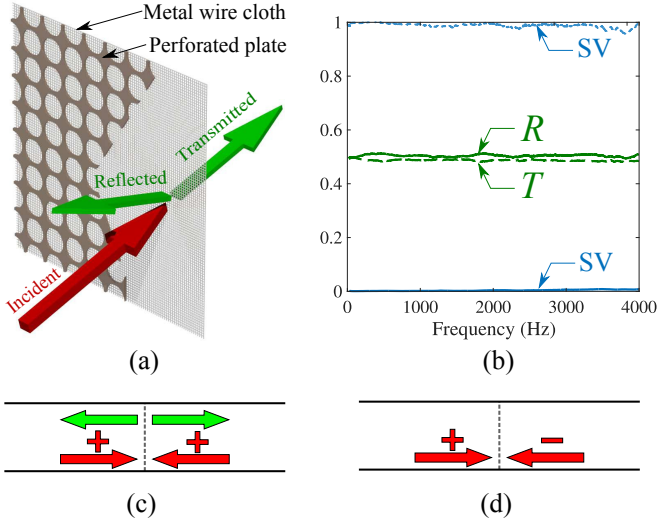 Metal wire cloth
Perforated plate
Transmitted
Reflected
Incident
(a)
1
0.8
0.6
0.4
0.2
0
SV
R
T
SV
0 1000 2000 3000 4000
Frequency (Hz)
(b)
+ +
(c)
+ −
(d)